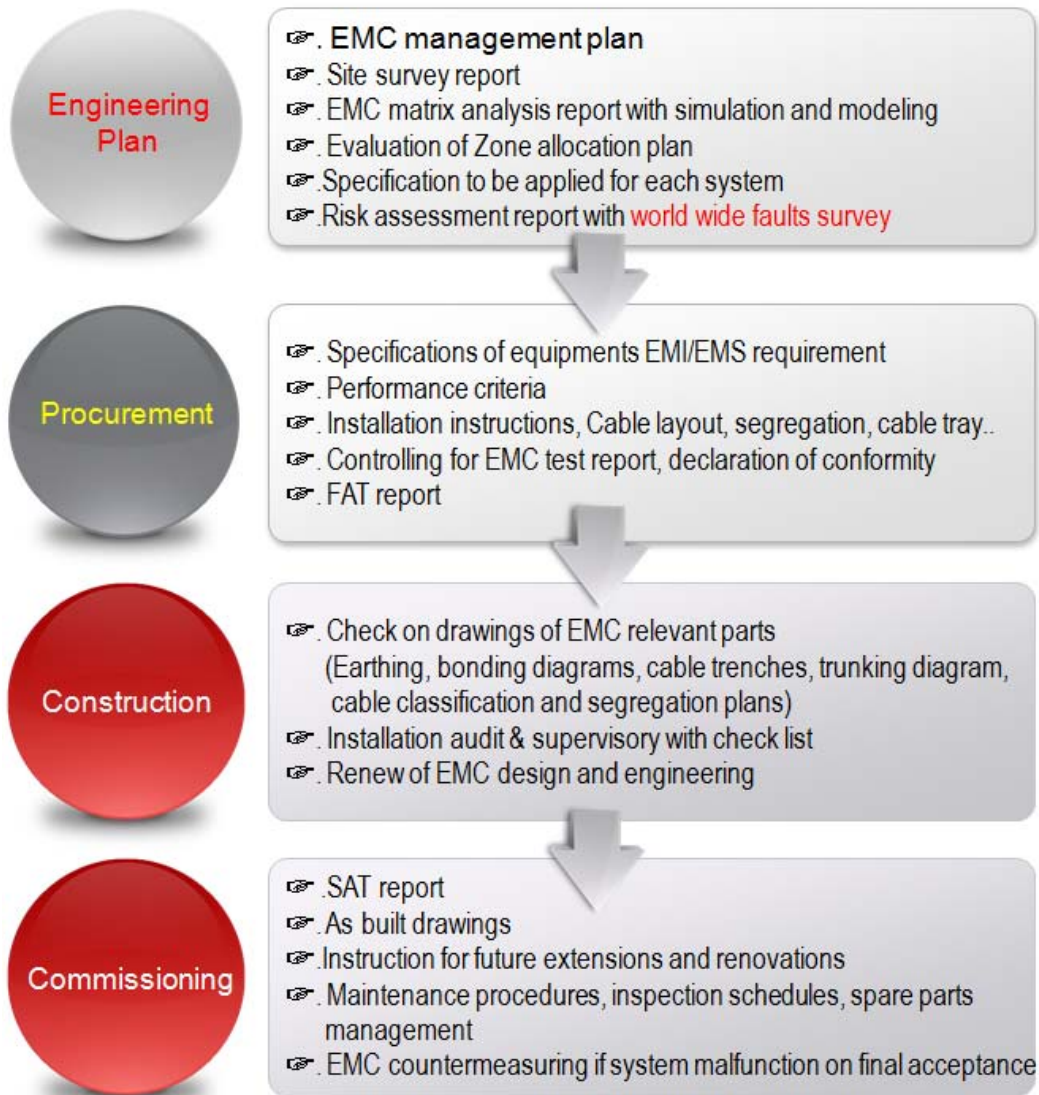 Engineering
Plan
☞. EMC management plan
☞. Site survey report
☞. EMC matrix analysis report with simulation and modeling
☞. Evaluation of Zone allocation plan
☞.Specification to be applied for each system
☞.Risk assessment report with world wide faults survey
Procurement
☞. Specifications of equipments EMI/EMS requirement
☞. Performance criteria
☞. Installation instructions, Cable layout, segregation, cable tray..
☞. Controlling for EMC test report, declaration of conformity
☞. FAT report
Construction
☞. Check on drawings of EMC relevant parts
(Earthing, bonding diagrams, cable trenches, trunking diagram,
cable classification and segregation plans)
☞. Installation audit & supervisory with check list
☞. Renew of EMC design and engineering
Commissioning
☞.SAT report
☞.As built drawings
☞.Instruction for future extensions and renovations
☞. Maintenance procedures, inspection schedules, spare parts
management
☞. EMC countermeasuring if system malfunction on final acceptance